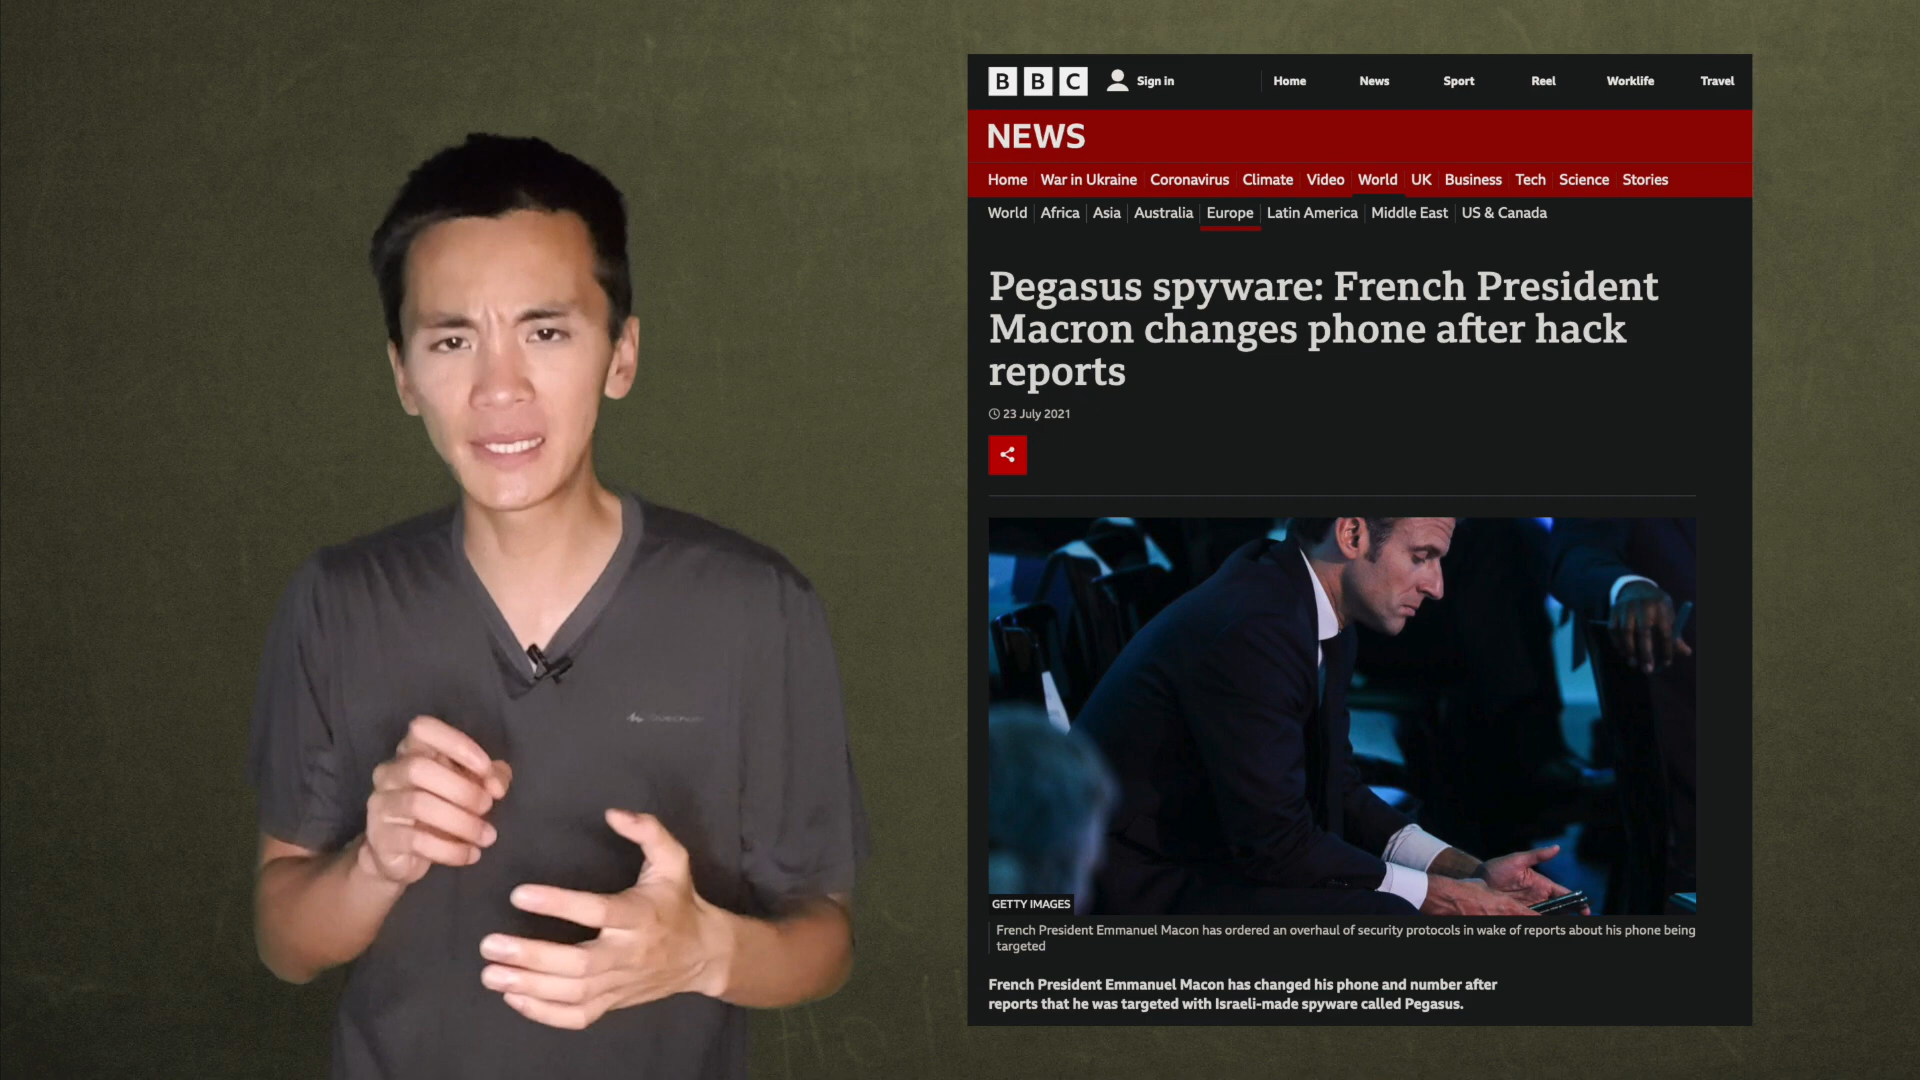 BBC Sign in Home News Sport Reel Worklife Travel
NEWS
Home War in Ukraine Coronavirus Climate Video World UK Business Tech Science Stories
World Africa Asia Australia Europe Latin America Middle East US & Canada
Pegasus spyware: French President
Macron changes phone after hack
reports
23 July 2021
GETTY IMAGES
French President Emmanuel Macon has ordered an overhaul of security protocols in wake of reports about his phone being
targeted
French President Emmanuel Macon has changed his phone and number after
reports that he was targeted with Israeli-made spyware called Pegasus.